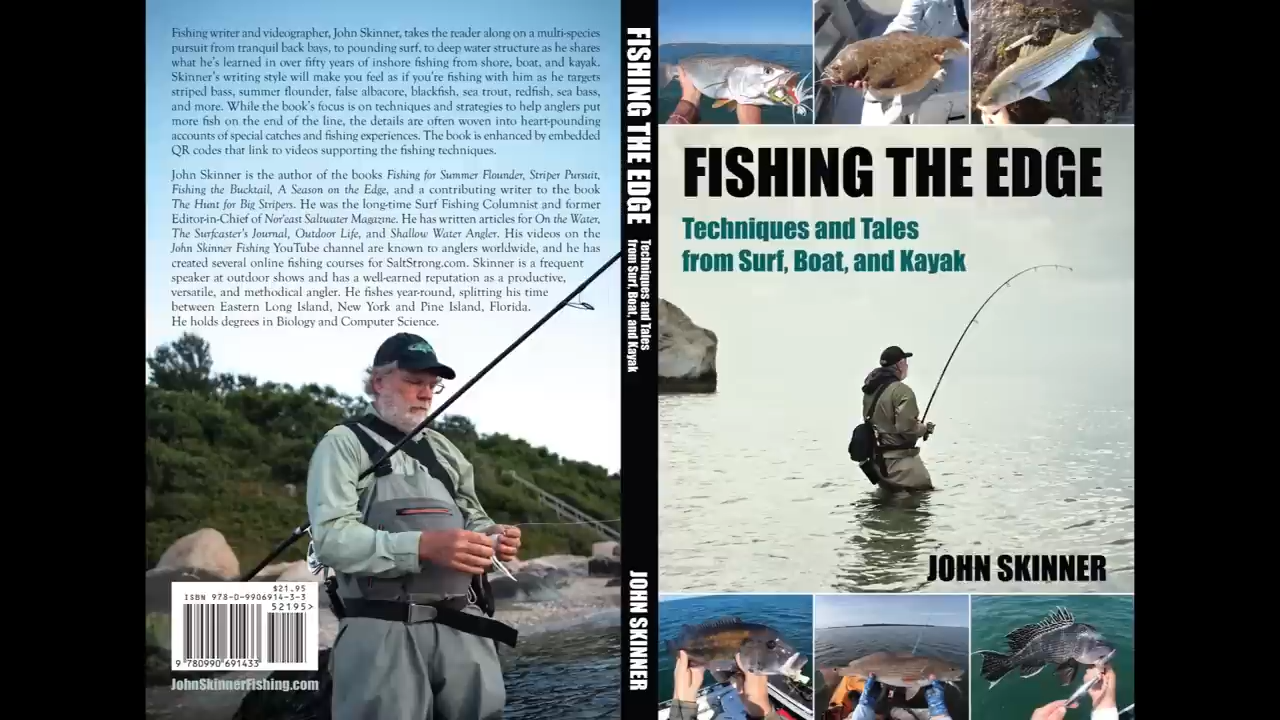 Fishing writer and videographer, John Skinner, takes the reader along on a multi-species
pursuit from tranquil back bays, to pounding surf, to deep water structure as he shares
what he's learned in over fifty years of inshore fishing from shore, boat, and kayak.
Skinner's writing style will make you feel as if you're fishing with him as he targets
striped bass, summer flounder, false albacore, blackfish, sea trout, redfish, sea bass,
and more. While the book's focus is on techniques and strategies to help anglers put
more fish on the end of the line, the details are often woven into heart-pounding
accounts of special catches and fishing experiences. The book is enhanced by embedded
QR codes that link to videos supporting the fishing techniques.
John Skinner is the author of the books Fishing for Summer Flounder, Striper Pursuit,
Fishing the Bucktail, A Season on the Edge, and a contributing writer to the book
The Hunt for Big Stripers. He was the long-time Surf Fishing Columnist and former
Editor-in-Chief of Nor'east Saltwater Magazine. He has written articles for On the Water,
The Surfcaster's Journal, Outdoor Life, and Shallow Water Angler. His videos on the
John Skinner Fishing YouTube channel are known to anglers worldwide, and he has
created several online fishing courses for SaltStrong.com. Skinner is a frequent
speaker at outdoor shows and has a well-earned reputation as a productive,
versatile, and methodical angler. He fishes year-round, splitting his time
between Eastern Long Island, New York and Pine Island, Florida.
He holds degrees in Biology and Computer Science.
$21.95
ISBN 978-0-9906914-3-3
52195>
9 780990 691433
JohnSkinnerFishing.com
FISHING THE EDGE
Techniques and Tales
from Surf, Boat, and Kayak
JOHN SKINNER
FISHING THE EDGE
Techniques and Tales
from Surf, Boat, and Kayak
JOHN SKINNER